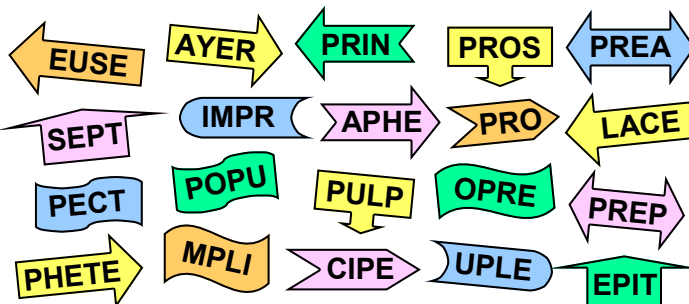 EUSE AYER PRIN PROS PREA
SEPT IMPR APHE PRO LACE
PECT POPU PULP OPRE PREP
PHETE MPLI CIPE UPLE EPIT